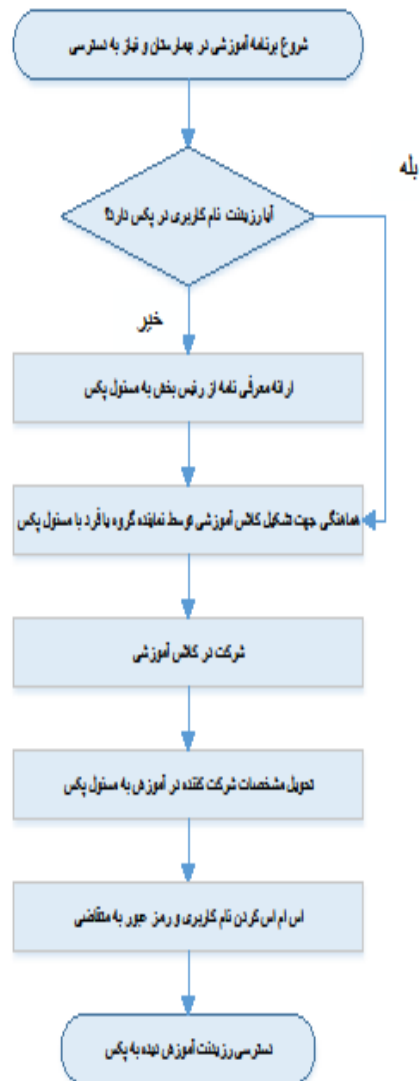 شروع برنامه آموزشی در بیمارستان و نیاز به دسترسی
بله
آیا رزیدنت نام کاربری در پکس دارد؟
خیر
ارائه معرفی نامه از رئیس بخش به مسئول پکس
هماهنگی جهت تشکیل کلاس آموزشی توسط نماینده گروه یا فرد با مسئول پکس
شرکت در کلاس آموزشی
تحویل مشخصات شرکت کننده در آموزش به مسئول پکس
اس ام اس کردن نام کاربری و رمز عبور به متقاضی
دسترسی رزیدنت آموزش دیده به پکس